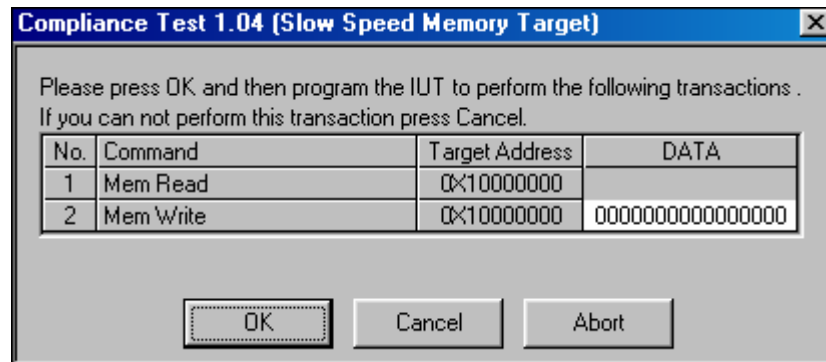 Compliance Test 1.04 (Slow Speed Memory Target)
Please press OK and then program the IUT to perform the following transactions .
If you can not perform this transaction press Cancel.
No. Command Target Address DATA
1 Mem Read 0X10000000
2 Mem Write 0X10000000 0000000000000000
OK Cancel Abort